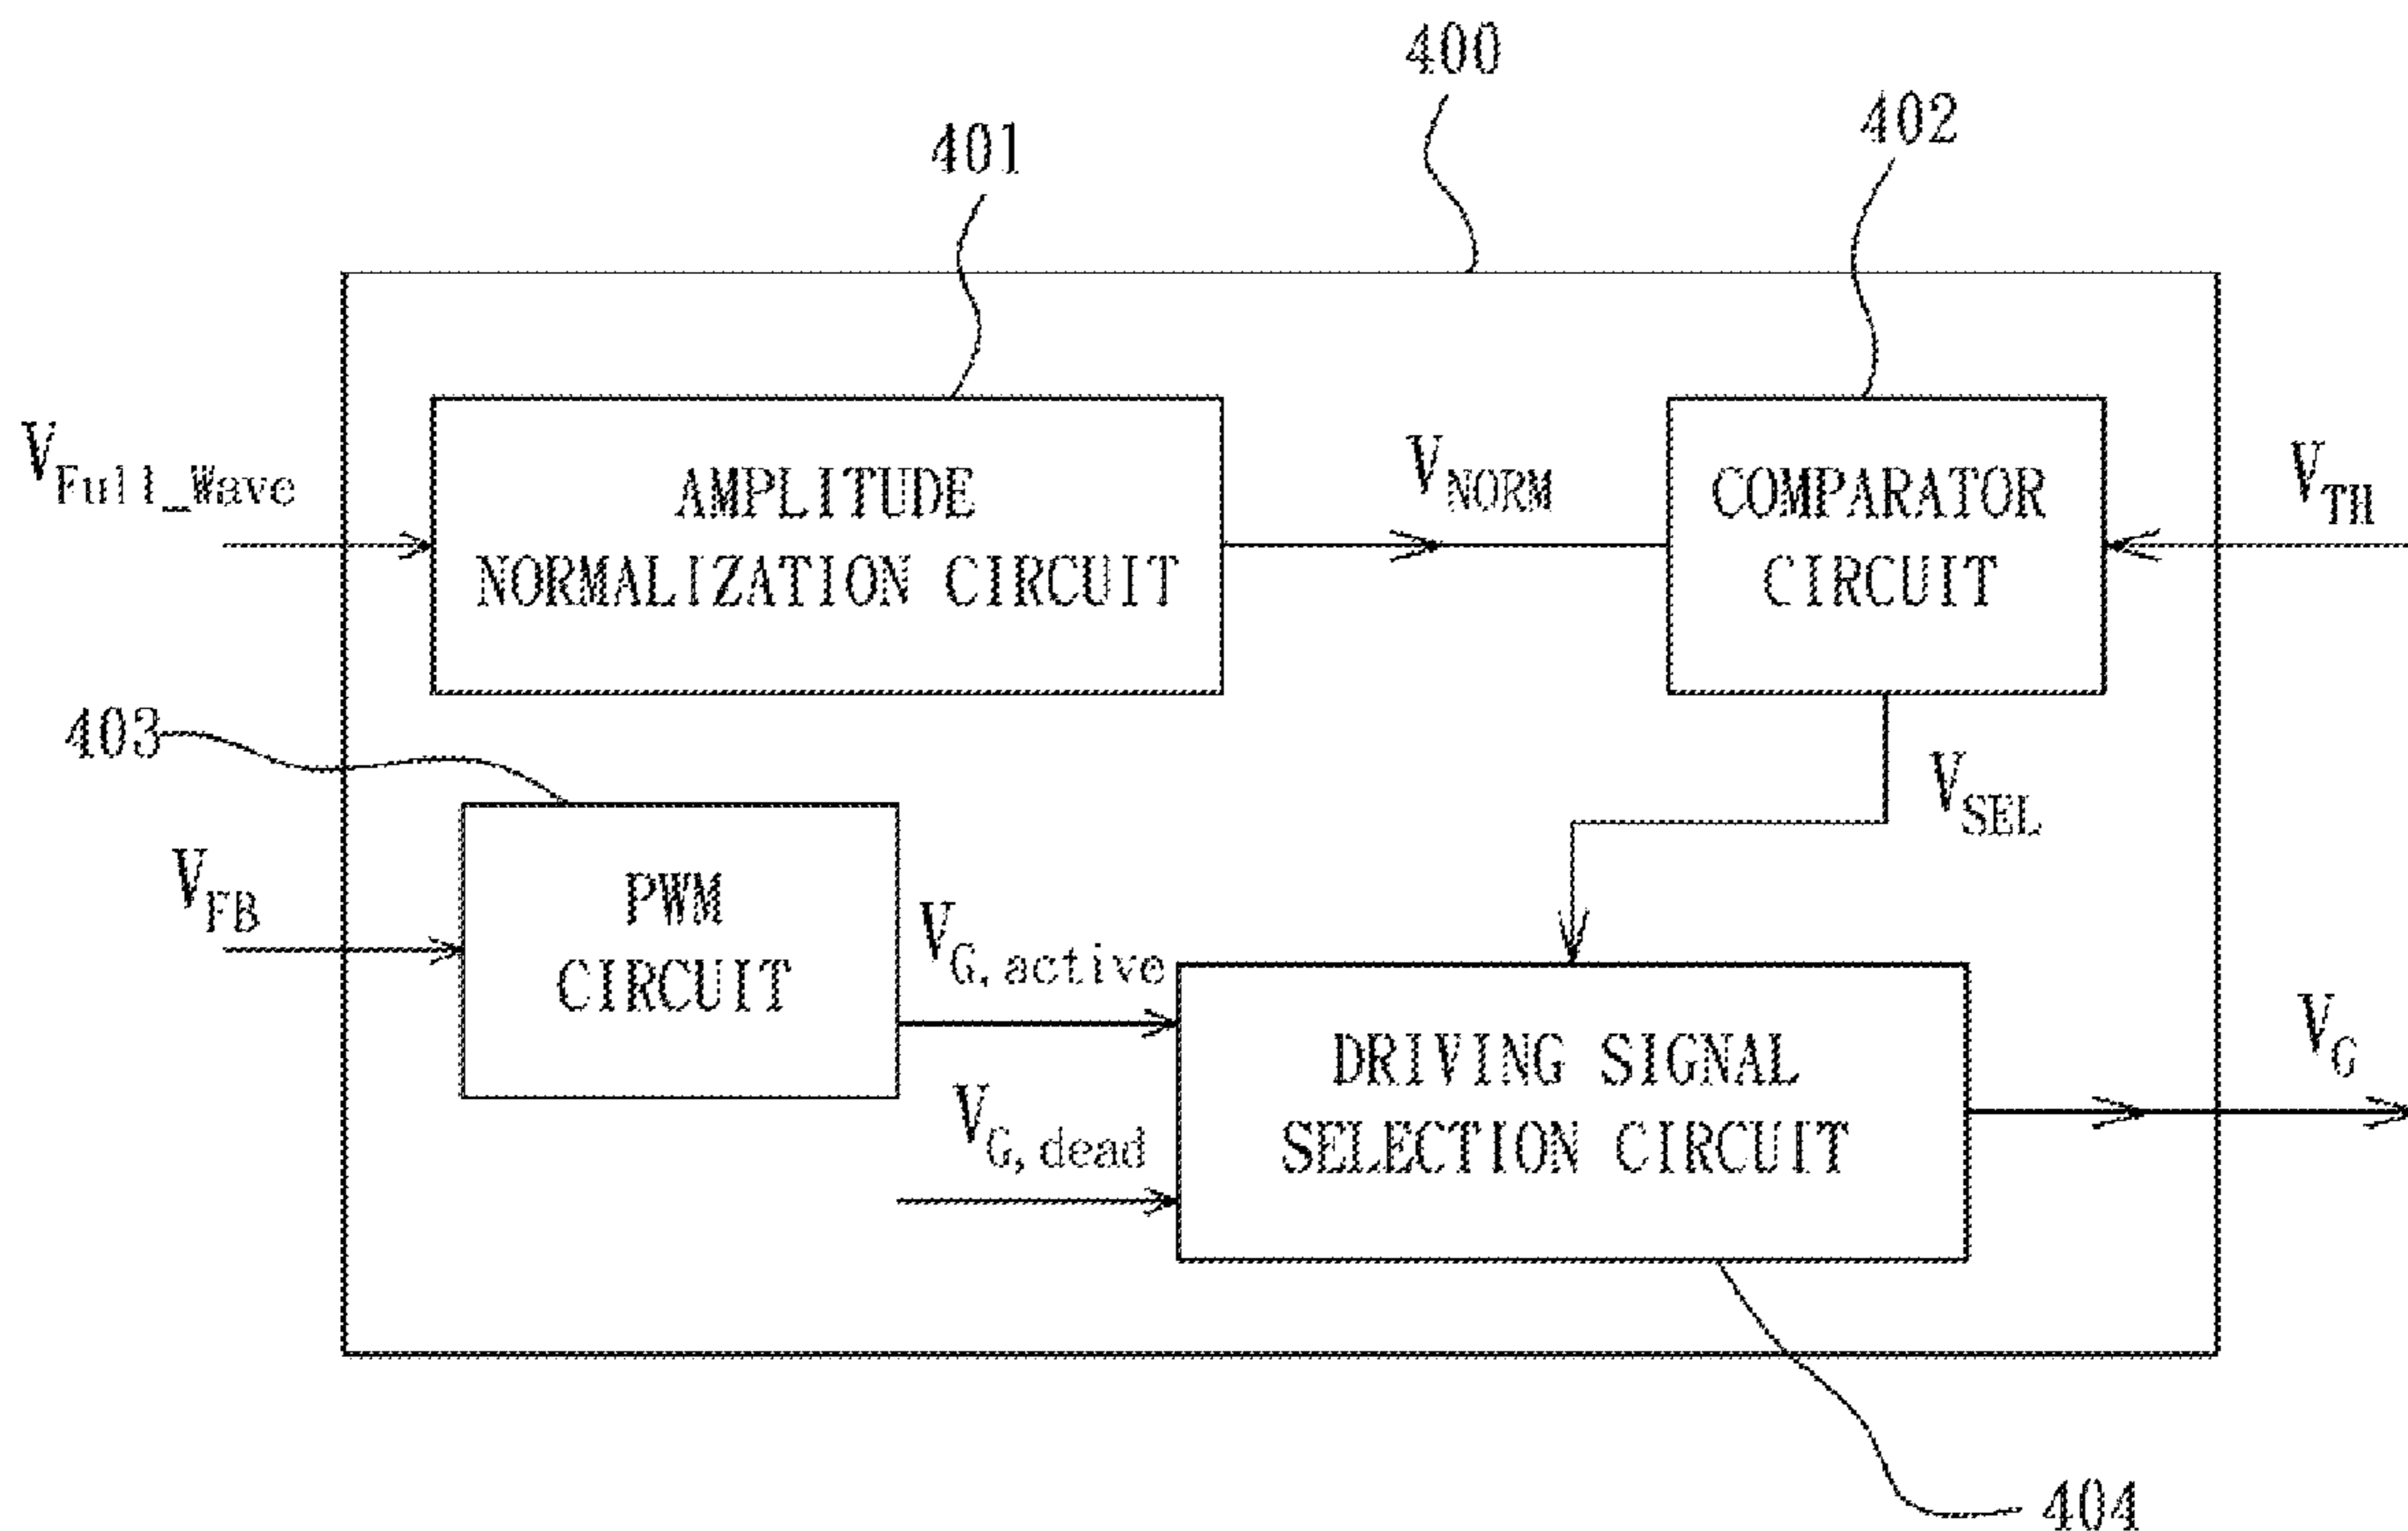 400
401
402
V_Full_Wave
AMPLITUDE
NORMALIZATION CIRCUIT
V_NORM
COMPARATOR
CIRCUIT
V_TH
403
V_SEL
V_FB
PWM
CIRCUIT
V_G,active
V_G,dead
DRIVING SIGNAL
SELECTION CIRCUIT
V_G
404